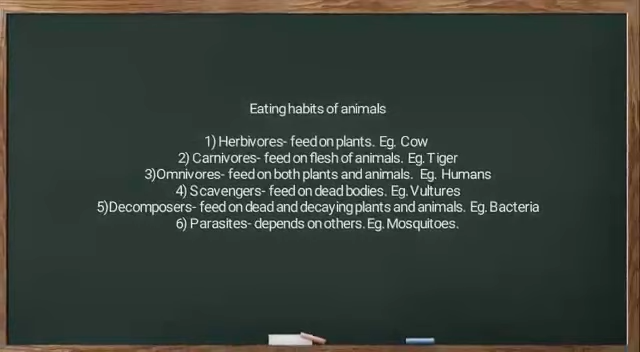 Eating habits of animals
1) Herbivores- feed on plants. Eg. Cow
2) Carnivores- feed on flesh of animals. Eg. Tiger
3)Omnivores- feed on both plants and animals. Eg. Humans
4) Scavengers- feed on dead bodies. Eg. Vultures
5)Decomposers- feed on dead and decaying plants and animals. Eg. Bacteria
6) Parasites- depends on others. Eg. Mosquitoes.